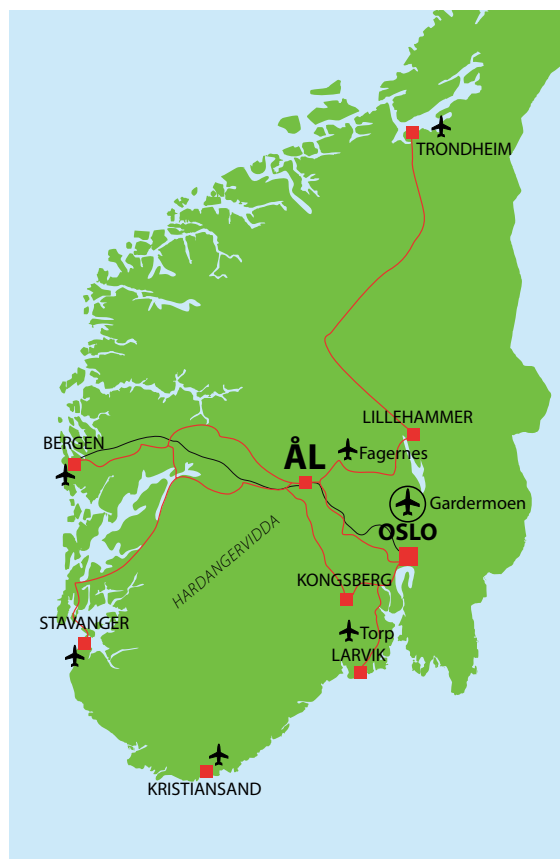 TRONDHEIM
LILLEHAMMER
BERGEN
ÅL
Fagernes
Gardermoen
OSLO
HARDANGERVIDDA
KONGSBERG
STAVANGER
Torp
LARVIK
KRISTIANSAND